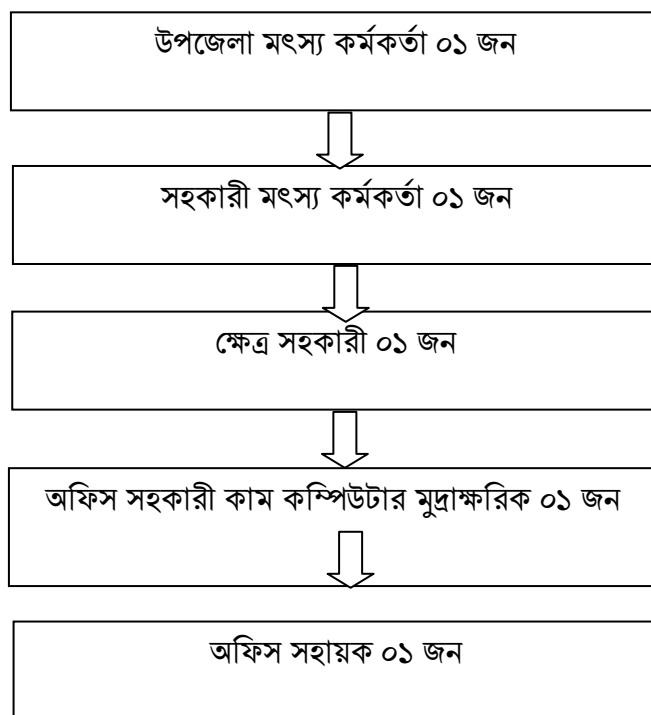 উপজেলা মৎস্য কর্মকর্তা ০১ জন
সহকারী মৎস্য কর্মকর্তা ০১ জন
ক্ষেত্র সহকারী ০১ জন
অফিস সহকারী কাম কম্পিউটার মুদ্রাক্ষরিক ০১ জন
অফিস সহায়ক ০১ জন